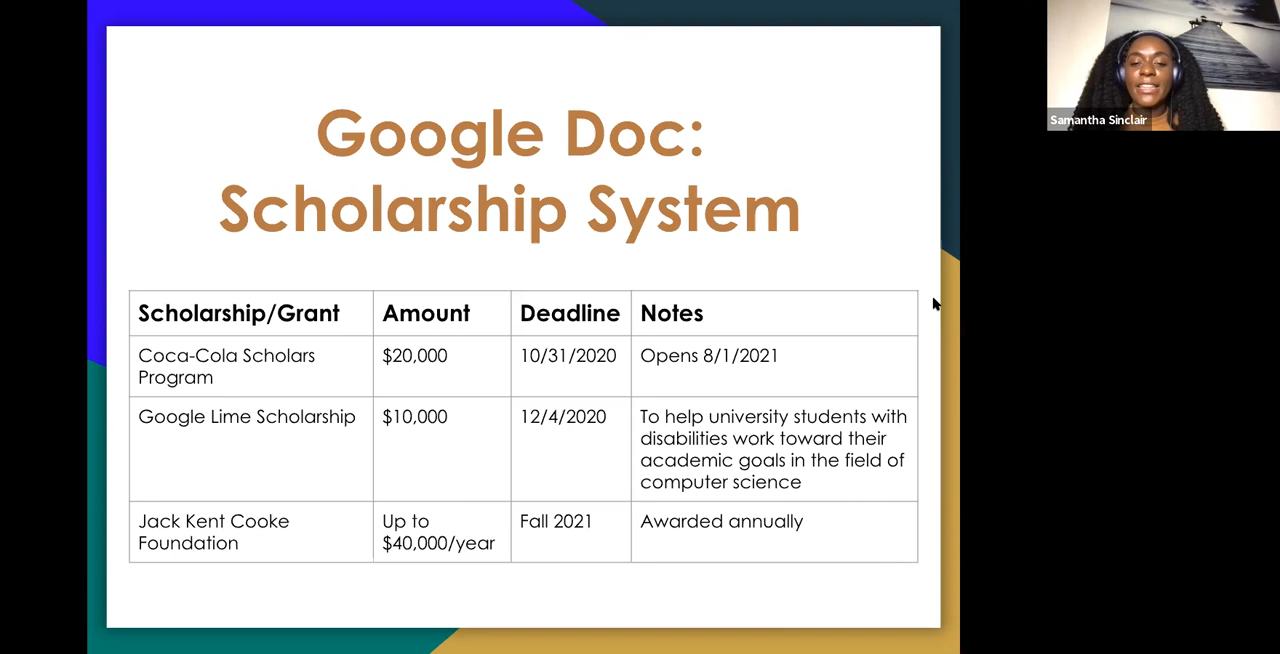 Google Doc:
Scholarship System
Samantha Sinclair
Scholarship/Grant Amount Deadline Notes
Coca-Cola Scholars
Program
$20,000
10/31/2020
Opens 8/1/2021
Google Lime Scholarship
$10,000
12/4/2020
To help university students with
disabilities work toward their
academic goals in the field of
computer science
Jack Kent Cooke
Foundation
Up to
$40,000/year
Fall 2021
Awarded annually